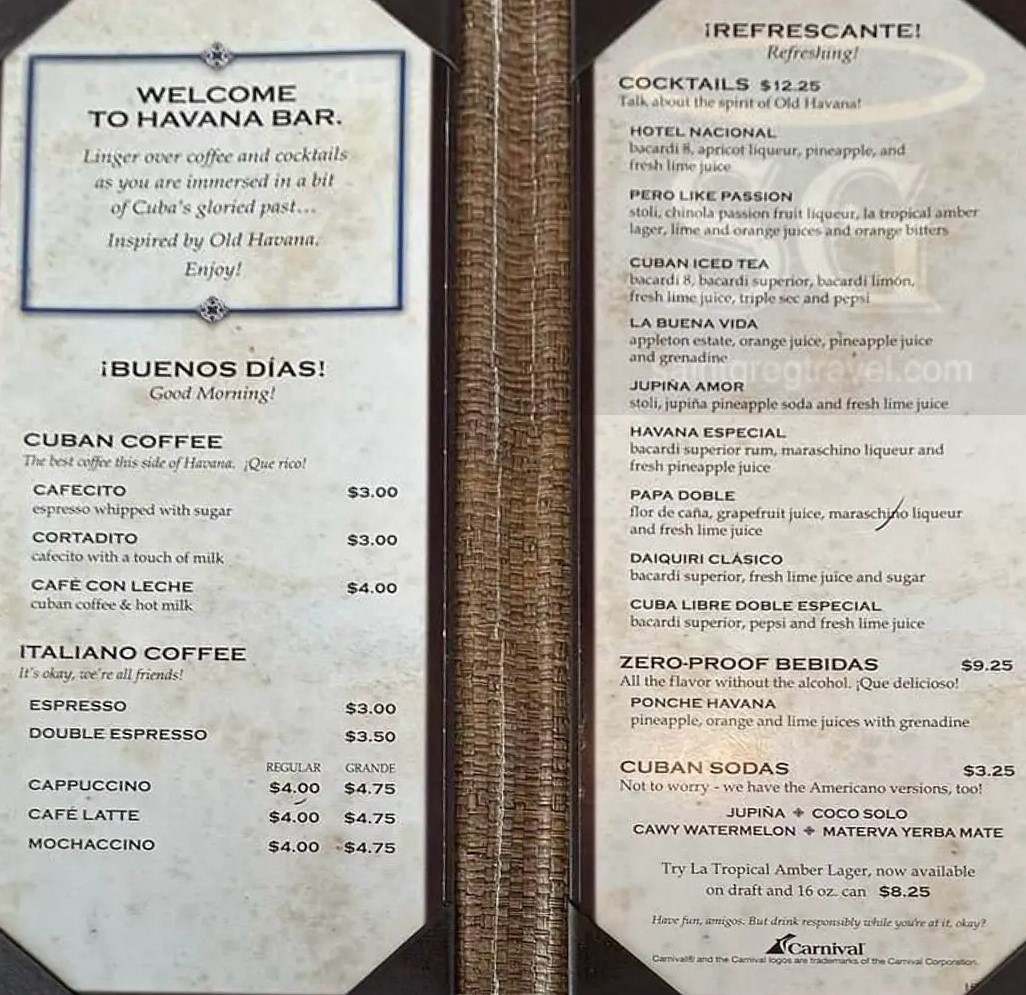 WELCOME
TO HAVANA BAR.
Linger over coffee and cocktails
as you are immersed in a bit
of Cuba's gloried past...
Inspired by Old Havana.
Enjoy!
¡BUENOS DÍAS!
Good Morning!
CUBAN COFFEE
The best coffee this side of Havana. ¡Que rico!
CAFECITO $3.00
espresso whipped with sugar
CORTADITO $3.00
cafecito with a touch of milk
CAFÉ CON LECHE $4.00
cuban coffee & hot milk
ITALIANO COFFEE
It's okay, we're all friends!
ESPRESSO $3.00
DOUBLE ESPRESSO $3.50
REGULAR GRANDE
CAPPUCCINO $4.00 $4.75
CAFÉ LATTE $4.00 $4.75
MOCHACCINO $4.00 $4.75
¡REFRESCANTE!
Refreshing!
COCKTAILS $12.25
Talk about the spirit of Old Havana!
HOTEL NACIONAL
bacardi 8, apricot liqueur, pineapple, and
fresh lime juice
PERO LIKE PASSION
stoli, chinola passion fruit liqueur, la tropical amber
lager, lime and orange juices and orange bitters
CUBAN ICED TEA
bacardi 8, bacardi superior, bacardi limón,
fresh lime juice, triple sec and pepsi
LA BUENA VIDA
appleton estate, orange juice, pineapple juice
and grenadine
JUPIÑA AMOR
stoli, jupiña pineapple soda and fresh lime juice
HAVANA ESPECIAL
bacardi superior rum, maraschino liqueur and
fresh pineapple juice
PAPA DOBLE
flor de caña, grapefruit juice, maraschino liqueur
and fresh lime juice
DAIQUIRI CLÁSICO
bacardi superior, fresh lime juice and sugar
CUBA LIBRE DOBLE ESPECIAL
bacardi superior, pepsi and fresh lime juice
ZERO-PROOF BEBIDAS $9.25
All the flavor without the alcohol. ¡Que delicioso!
PONCHE HAVANA
pineapple, orange and lime juices with grenadine
CUBAN SODAS $3.25
Not to worry - we have the Americano versions, too!
JUPIÑA + COCO SOLO
CAWY WATERMELON + MATERVA YERBA MATE
Try La Tropical Amber Lager, now available
on draft and 16 oz. can $8.25
Have fun, amigos. But drink responsibly while you're at it, okay?
Carnival
Carnival® and the Carnival logos are trademarks of the Carnival Corporation.
SG